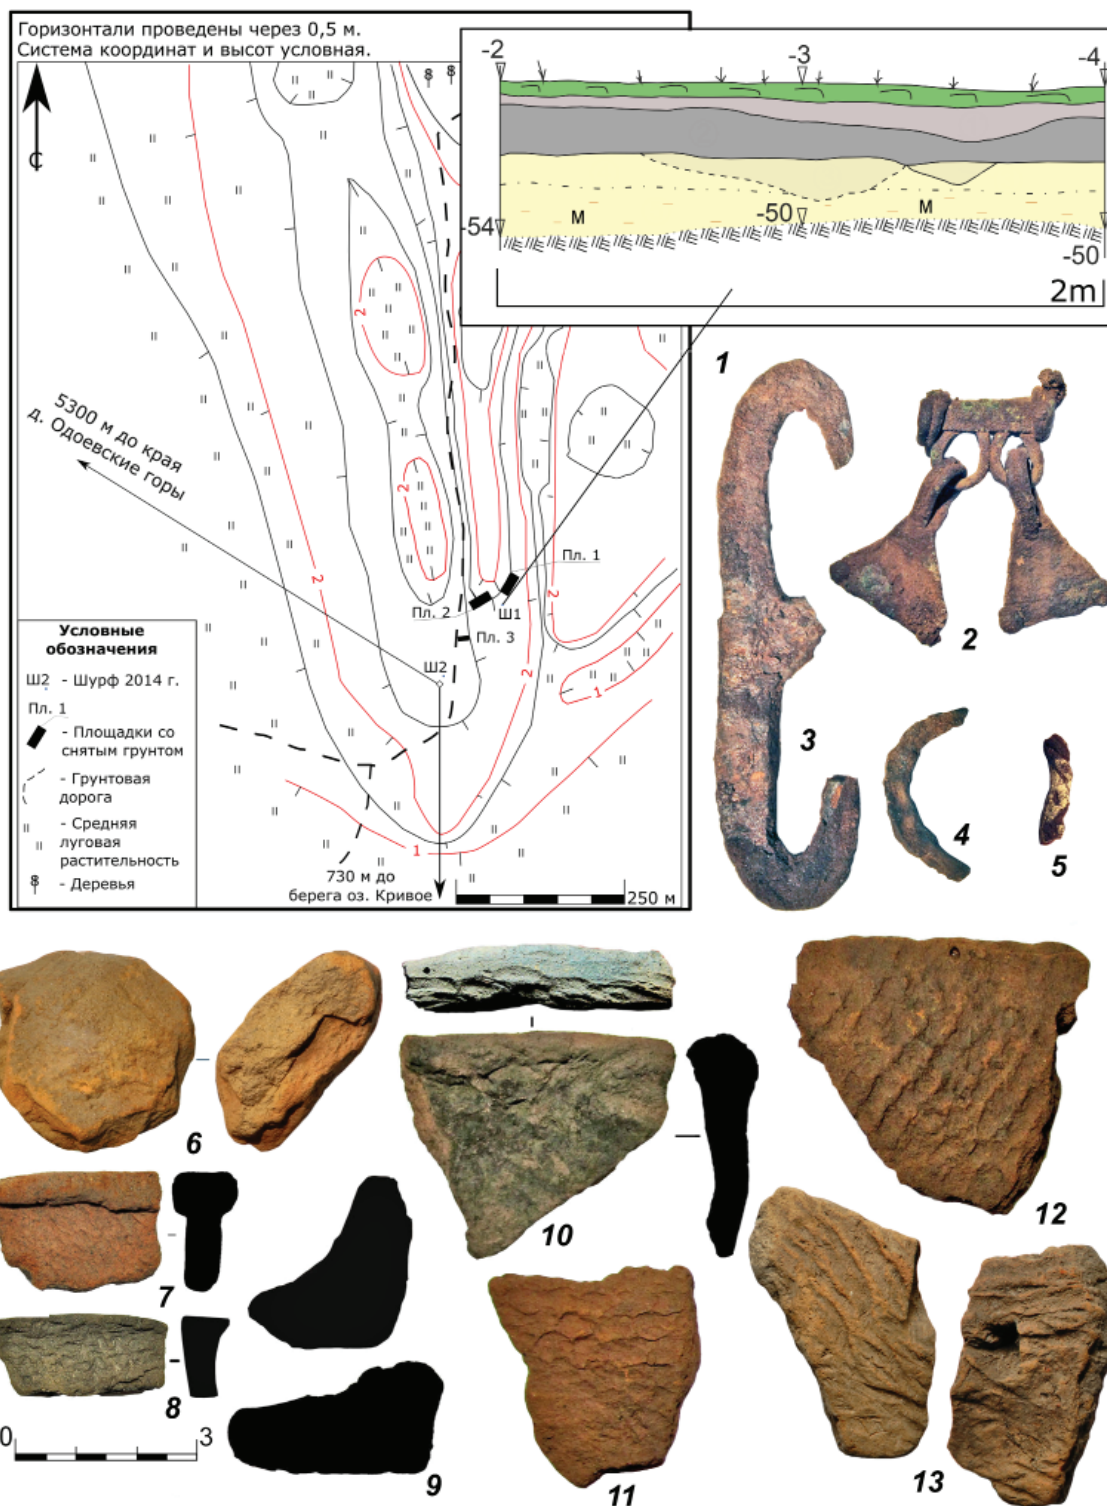 Горизонтали проведены через 0,5 м.
Система координат и высот условная.
С
-2
-3
-4
М
М
-54
-50
-50
2m
2
2
2
2
2
1
1
5300 м до края
д. Одоевские горы
Пл. 1
Пл. 2
Ш1
Пл. 3
Ш2
Условные
обозначения
Ш2 - Шурф 2014 г.
Пл. 1
- Площадки со
снятым грунтом
- Грунтовая
дорога
- Средняя
луговая
растительность
- Деревья
730 м до
берега оз. Кривое
250 м
1
2
3
4
5
6
7
8
9
10
11
12
13
0 3